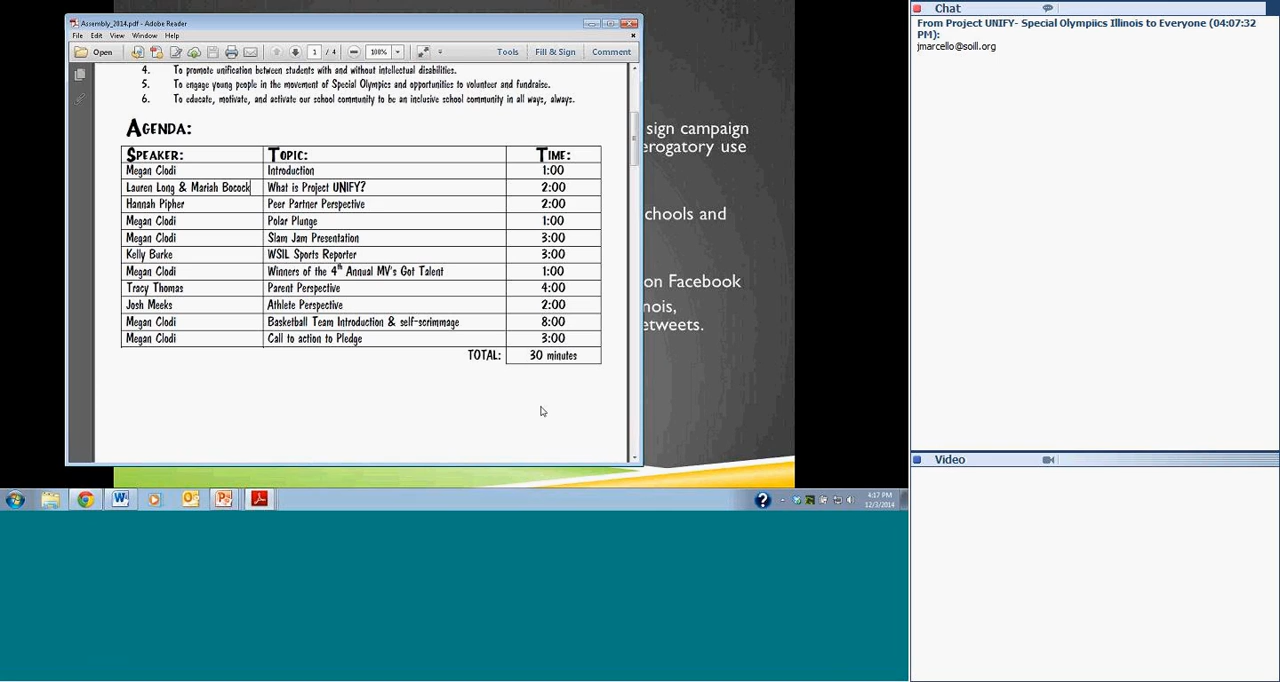 Assembly_2014.pdf - Adobe Reader
File Edit View Window Help
Open 1 / 4 100% Tools Fill & Sign Comment
4. To promote unification between students with and without intellectual disabilities.
5. To engage young people in the movement of Special Olympics and opportunities to volunteer and fundraise.
6. To educate, motivate, and activate our school community to be an inclusive school community in all ways, always.
AGENDA:
SPEAKER: TOPIC: TIME:
Megan Clodi Introduction 1:00
Lauren Long & Mariah Bocock What is Project UNIFY? 2:00
Hannah Pipher Peer Partner Perspective 2:00
Megan Clodi Polar Plunge 1:00
Megan Clodi Slam Jam Presentation 3:00
Kelly Burke WSIL Sports Reporter 3:00
Megan Clodi Winners of the 4th Annual MV's Got Talent 1:00
Tracy Thomas Parent Perspective 4:00
Josh Meeks Athlete Perspective 2:00
Megan Clodi Basketball Team Introduction & self-scrimmage 8:00
Megan Clodi Call to action to Pledge 3:00
TOTAL: 30 minutes
sign campaign
erogatory use
chools and
on Facebook
nois,
etweets.
4:17 PM
12/3/2014
Chat
From Project UNIFY- Special Olympiics Illinois to Everyone (04:07:32
PM):
jmarcello@soill.org
Video